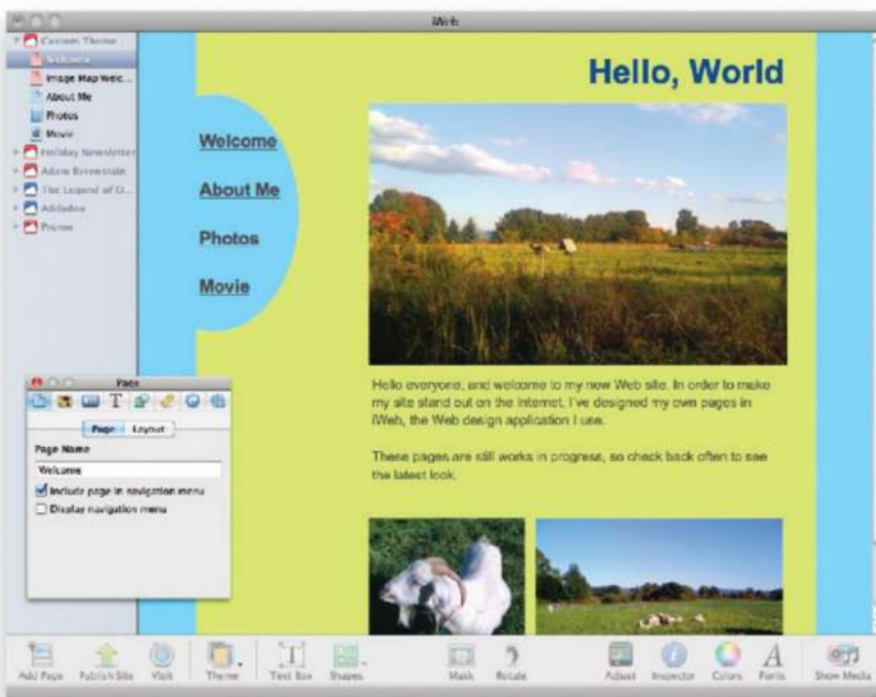 iWeb
Custom Theme
Welcome
Image Map Welc...
About Me
Photos
Movie
Holiday Newsletter
The Legend of O...
Promo
Hello, World
Welcome
About Me
Photos
Movie
Hello everyone, and welcome to my new Web site. In order to make
my site stand out on the Internet, I've designed my own pages in
iWeb, the Web design application I use.
These pages are still works in progress, so check back often to see
the latest look.
Page
Page Layout
Page Name
Welcome
Include page in navigation menu
Display navigation menu
Add Page Publish Site Visit Theme Text Box Shapes Mask Rotate Adjust Inspector Colors Fonts Show Media